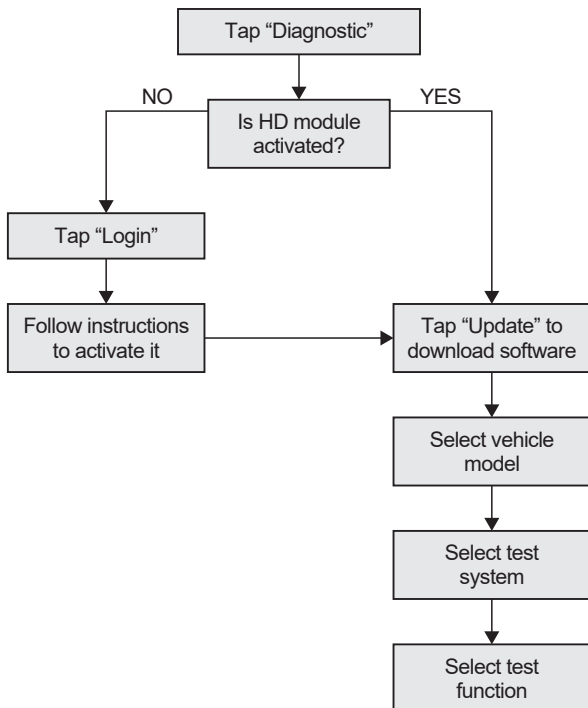 Tap “Diagnostic”
NO
YES
Is HD module
activated?
Tap “Login”
Follow instructions
to activate it
Tap “Update” to
download software
Select vehicle
model
Select test
system
Select test
function